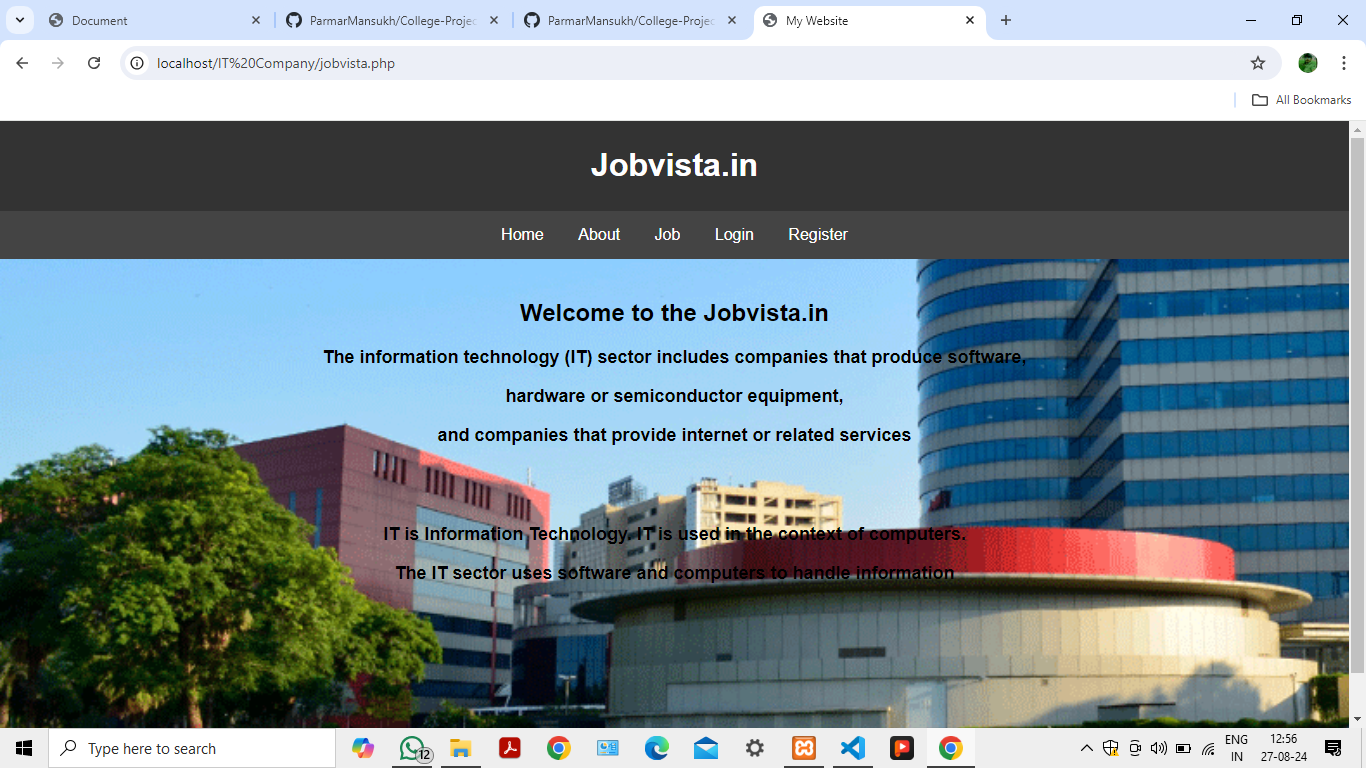 Document
ParmarMansukh/College-Projec
ParmarMansukh/College-Projec
My Website
localhost/IT%20Company/jobvista.php
All Bookmarks
Jobvista.in
Home About Job Login Register
Welcome to the Jobvista.in
The information technology (IT) sector includes companies that produce software,
hardware or semiconductor equipment,
and companies that provide internet or related services
IT is Information Technology. IT is used in the context of computers.
The IT sector uses software and computers to handle information
Type here to search
12
ENG
IN
12:56
27-08-24